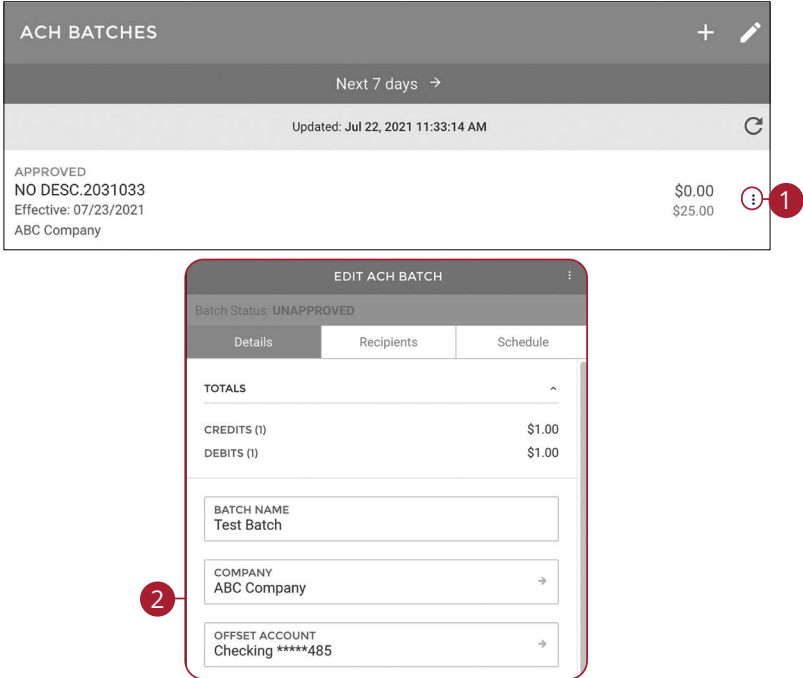 ACH BATCHES
Next 7 days →
Updated: Jul 22, 2021 11:33:14 AM
APPROVED
NO DESC.2031033
$0.00
Effective: 07/23/2021
$25.00
ABC Company
1
EDIT ACH BATCH
Batch Status: UNAPPROVED
Details Recipients Schedule
TOTALS
CREDITS (1) $1.00
DEBITS (1) $1.00
BATCH NAME
Test Batch
COMPANY
ABC Company
2
OFFSET ACCOUNT
Checking *****485